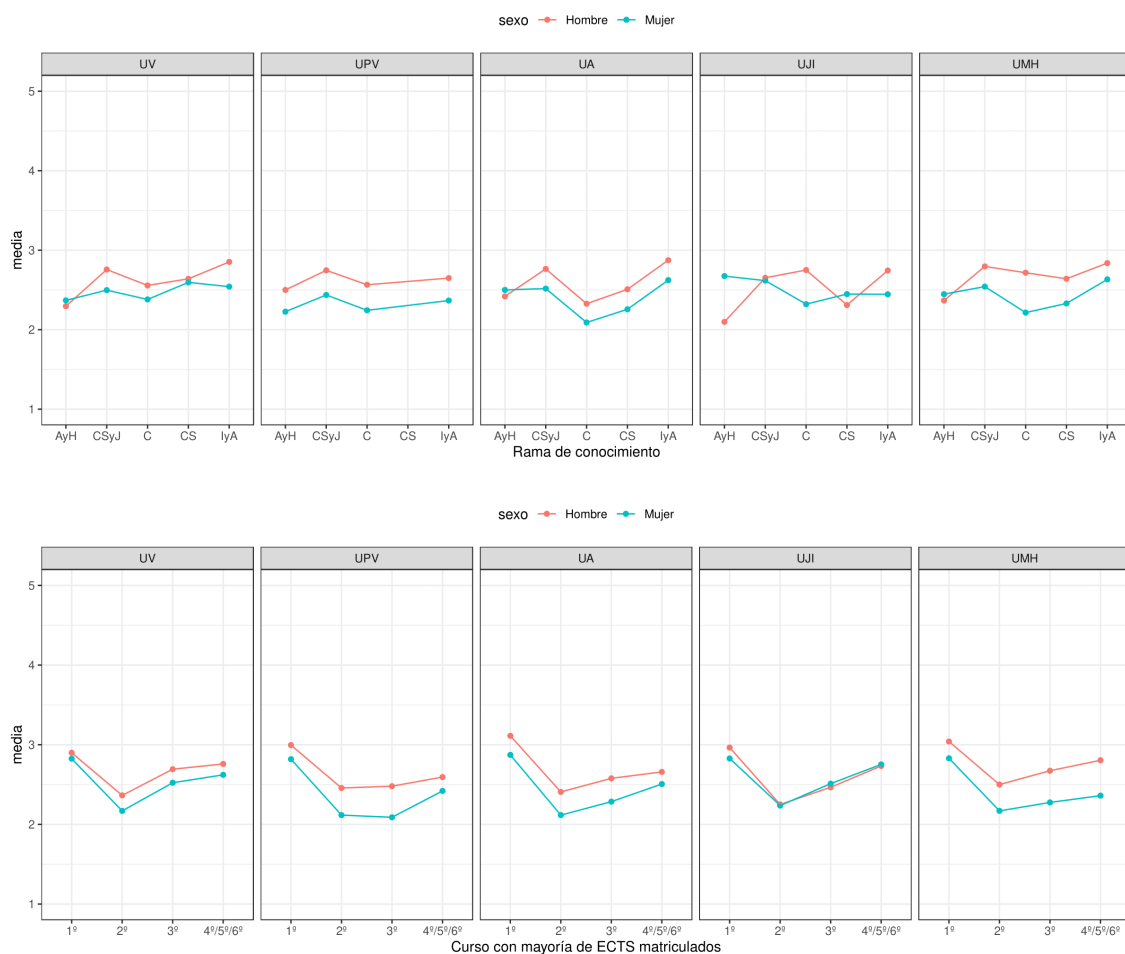 sexo Hombre Mujer
UV UPV UA UJI UMH
5
4
3
2
1
media
AyH CSyJ C CS IyA AyH CSyJ C CS IyA AyH CSyJ C CS IyA AyH CSyJ C CS IyA AyH CSyJ C CS IyA
Rama de conocimiento
sexo Hombre Mujer
UV UPV UA UJI UMH
5
4
3
2
1
media
1º 2º 3º 4º/5º/6º 1º 2º 3º 4º/5º/6º 1º 2º 3º 4º/5º/6º 1º 2º 3º 4º/5º/6º 1º 2º 3º 4º/5º/6º
Curso con mayoría de ECTS matriculados